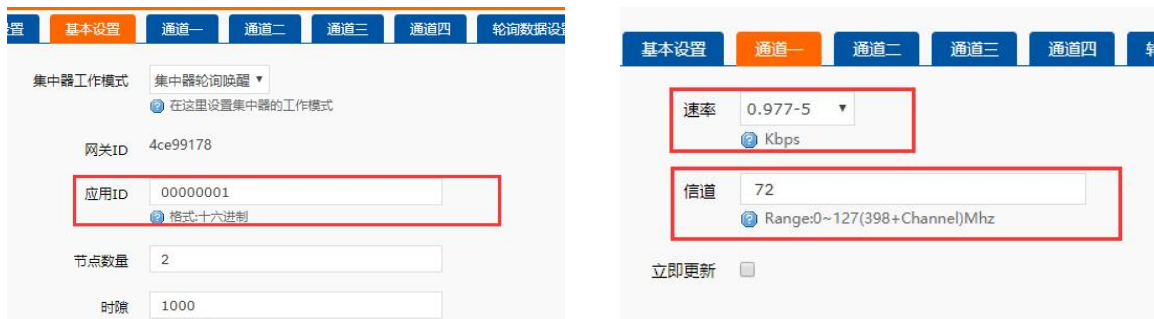 置 基本设置 通道一 通道二 通道三 通道四 轮询数据设
集中器工作模式 集中器轮询唤醒
在这里设置集中器的工作模式
网关ID 4ce99178
应用ID 00000001
格式:十六进制
节点数量 2
时隙 1000
基本设置 通道一 通道二 通道三 通道四
速率 0.977-5
Kbps
信道 72
Range:0~127(398+Channel)Mhz
立即更新